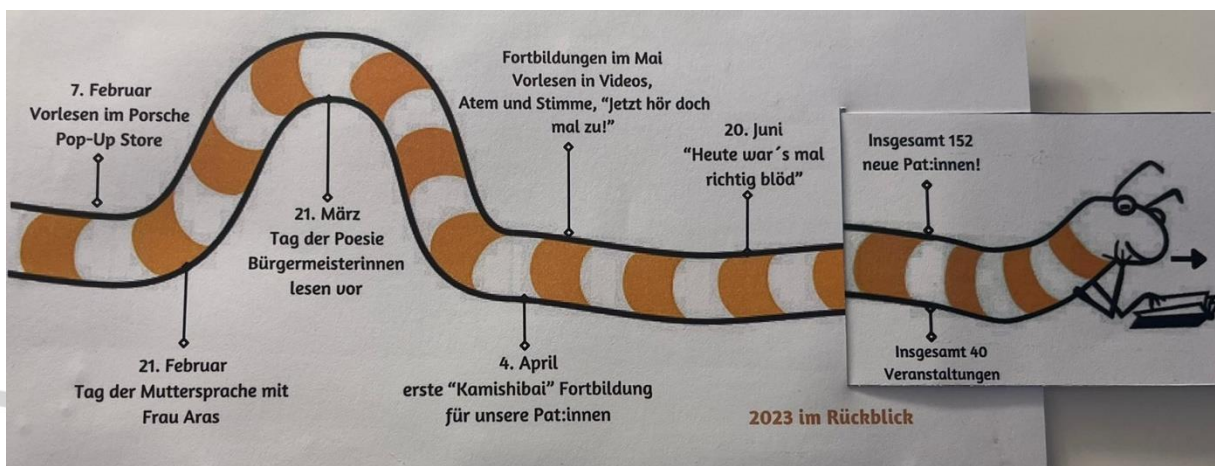 7. Februar
Vorlesen im Porsche
Pop-Up Store
21. Februar
Tag der Muttersprache mit
Frau Aras
21. März
Tag der Poesie
Bürgermeisterinnen
lesen vor
4. April
erste "Kamishibai" Fortbildung
für unsere Pat:innen
Fortbildungen im Mai
Vorlesen in Videos,
Atem und Stimme, "Jetzt hör doch
mal zu!"
20. Juni
"Heute war´s mal
richtig blöd"
Insgesamt 152
neue Pat:innen!
Insgesamt 40
Veranstaltungen
2023 im Rückblick